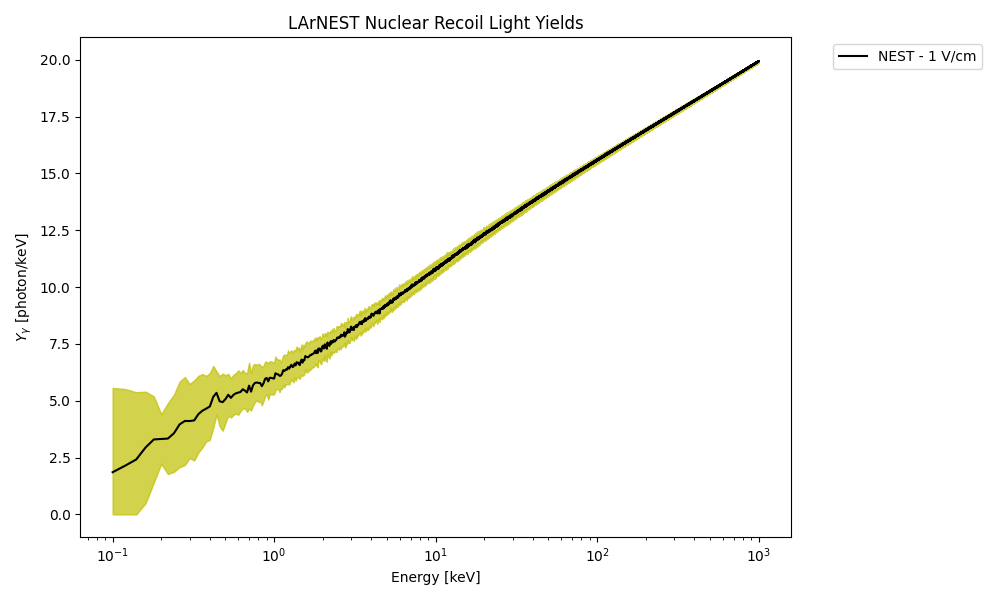 LArNEST Nuclear Recoil Light Yields
NEST - 1 V/cm
20.0
17.5
15.0
12.5
10.0
7.5
5.0
2.5
0.0
Yγ [photon/keV]
10⁻¹ 10⁰ 10¹ 10² 10³
Energy [keV]